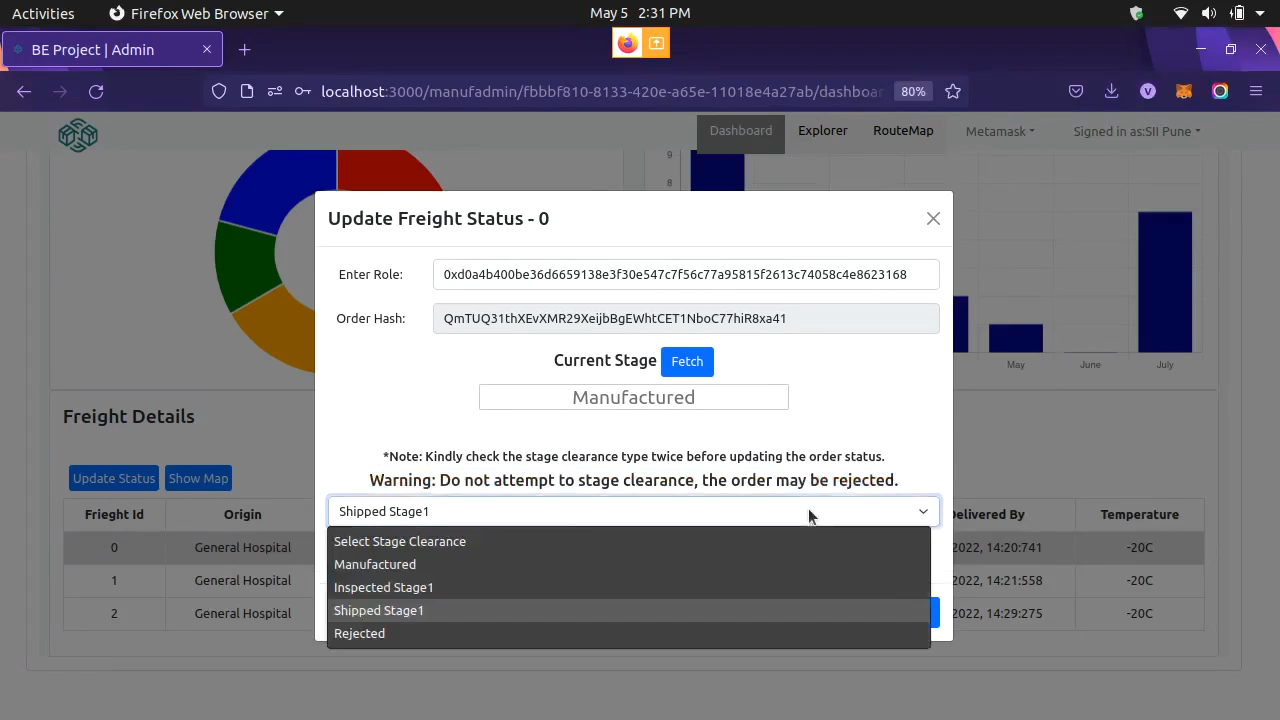 Activities
Firefox Web Browser
May 5 2:31 PM
BE Project | Admin
localhost:3000/manufadmin/fbbbf810-8133-420e-a65e-11018e4a27ab/dashboar
80%
V
Dashboard
Explorer
RouteMap
Metamask
Signed in as:SII Pune
9
8
May
June
July
Update Freight Status - 0
Enter Role:
0xd0a4b400be36d6659138e3f30e547c7f56c77a95815f2613c74058c4e8623168
Order Hash:
QmTUQ31thXEvXMR29XeijbBgEWhtCET1NboC77hiR8xa41
Current Stage
Fetch
Manufactured
*Note: Kindly check the stage clearance type twice before updating the order status.
Warning: Do not attempt to stage clearance, the order may be rejected.
Shipped Stage1
Select Stage Clearance
Manufactured
Inspected Stage1
Shipped Stage1
Rejected
Freight Details
Update Status
Show Map
Frieght Id
Origin
Delivered By
Temperature
0
General Hospital
2022, 14:20:741
-20C
1
General Hospital
2022, 14:21:558
-20C
2
General Hospital
2022, 14:29:275
-20C